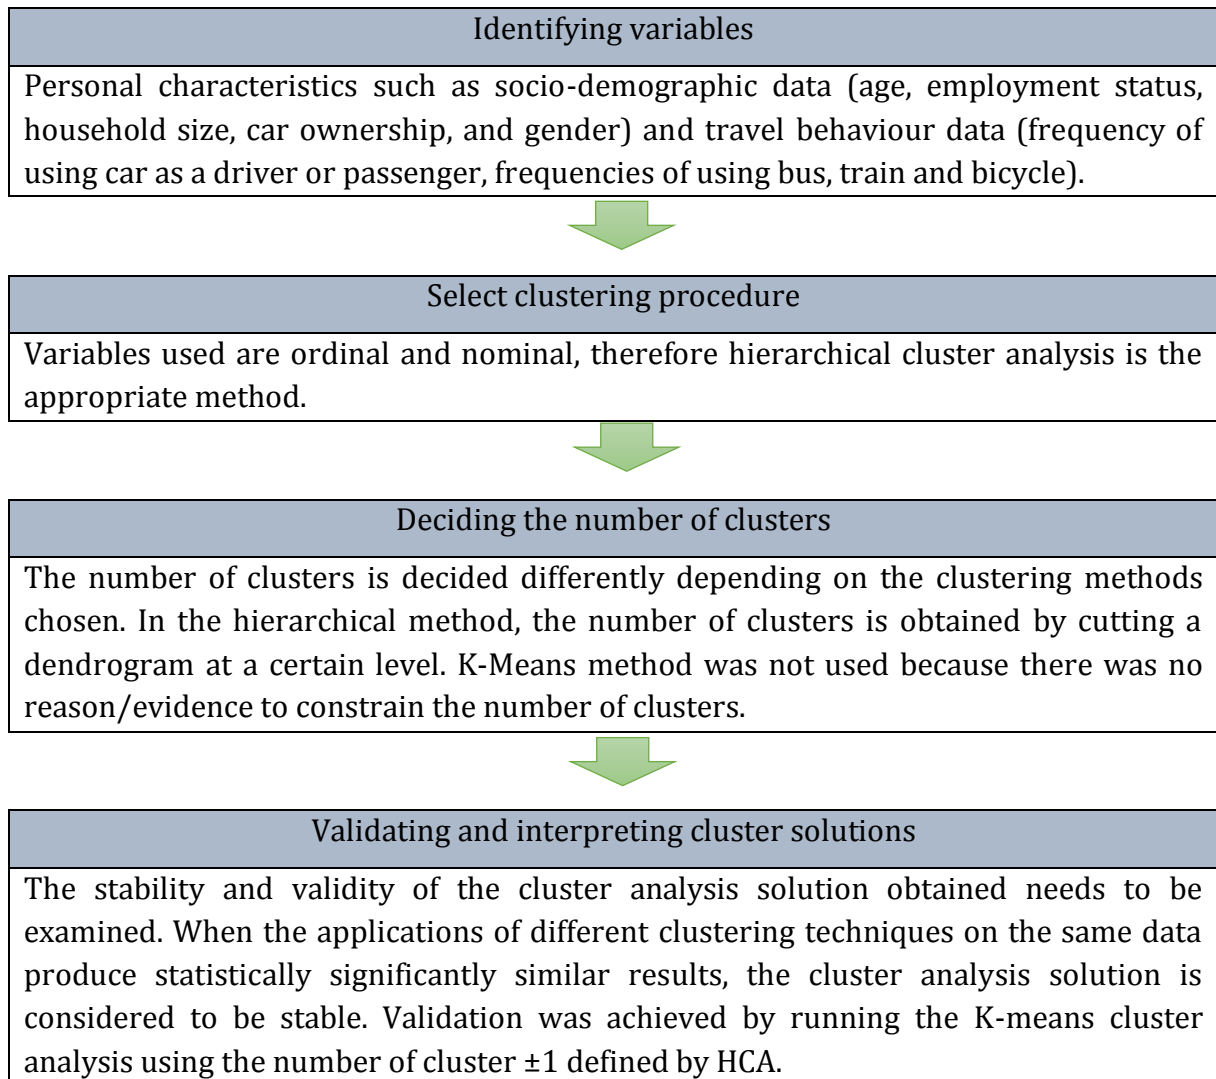 Identifying variables
Personal characteristics such as socio-demographic data (age, employment status,
household size, car ownership, and gender) and travel behaviour data (frequency of
using car as a driver or passenger, frequencies of using bus, train and bicycle).
Select clustering procedure
Variables used are ordinal and nominal, therefore hierarchical cluster analysis is the
appropriate method.
Deciding the number of clusters
The number of clusters is decided differently depending on the clustering methods
chosen. In the hierarchical method, the number of clusters is obtained by cutting a
dendrogram at a certain level. K-Means method was not used because there was no
reason/evidence to constrain the number of clusters.
Validating and interpreting cluster solutions
The stability and validity of the cluster analysis solution obtained needs to be
examined. When the applications of different clustering techniques on the same data
produce statistically significantly similar results, the cluster analysis solution is
considered to be stable. Validation was achieved by running the K-means cluster
analysis using the number of cluster ±1 defined by HCA.